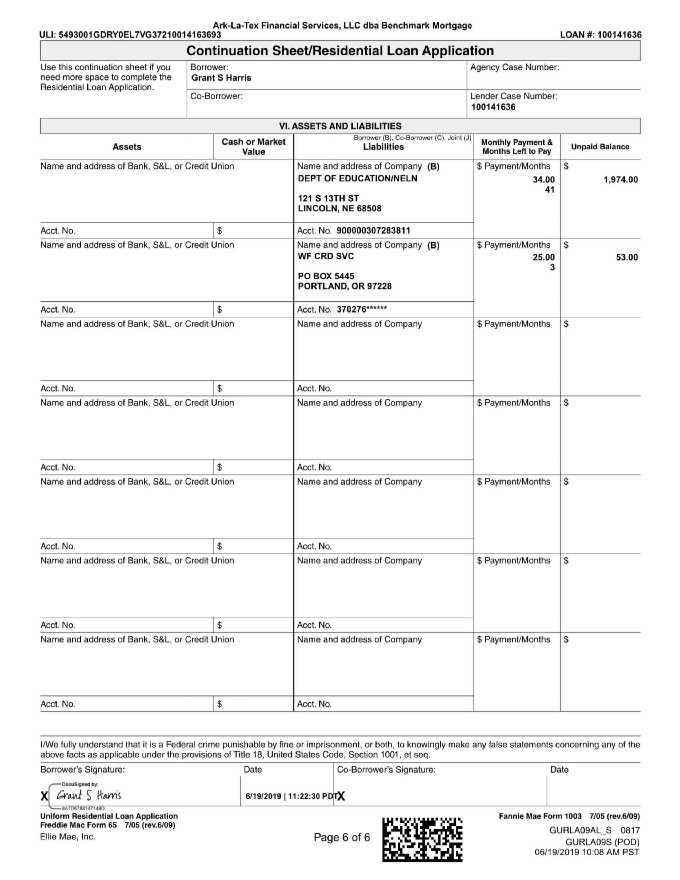 Ark-La-Tex Financial Services, LLC dba Benchmark Mortgage
ULI: 5493001GDRY0EL7VG37210014163693 LOAN #: 100141636
Continuation Sheet/Residential Loan Application
Use this continuation sheet if you
need more space to complete the
Residential Loan Application.
Borrower:
Grant S Harris
Agency Case Number:
Co-Borrower:
Lender Case Number:
100141636
VI. ASSETS AND LIABILITIES
Borrower (B), Co-Borrower (C), Joint (J)
Assets Cash or Market Value Liabilities Monthly Payment & Months Left to Pay Unpaid Balance
Name and address of Bank, S&L, or Credit Union Name and address of Company (B) $ Payment/Months $
DEPT OF EDUCATION/NELN 34.00 1,974.00
41
121 S 13TH ST
LINCOLN, NE 68508
Acct. No. $ Acct. No. 900000307283811
Name and address of Bank, S&L, or Credit Union Name and address of Company (B) $ Payment/Months $
WF CRD SVC 25.00 53.00
3
PO BOX 5445
PORTLAND, OR 97228
Acct. No. $ Acct. No. 370276******
Name and address of Bank, S&L, or Credit Union Name and address of Company $ Payment/Months $
Acct. No. $ Acct. No.
Name and address of Bank, S&L, or Credit Union Name and address of Company $ Payment/Months $
Acct. No. $ Acct. No.
Name and address of Bank, S&L, or Credit Union Name and address of Company $ Payment/Months $
Acct. No. $ Acct. No.
Name and address of Bank, S&L, or Credit Union Name and address of Company $ Payment/Months $
Acct. No. $ Acct. No.
Name and address of Bank, S&L, or Credit Union Name and address of Company $ Payment/Months $
Acct. No. $ Acct. No.
I/We fully understand that it is a Federal crime punishable by fine or imprisonment, or both, to knowingly make any false statements concerning any of the
above facts as applicable under the provisions of Title 18, United States Code, Section 1001, et seq.
Borrower's Signature: Date Co-Borrower's Signature: Date
DocuSigned by:
X Grant S Harris 6/19/2019 | 11:22:30 PDT X
Uniform Residential Loan Application Fannie Mae Form 1003 7/05 (rev.6/09)
Freddie Mac Form 65 7/05 (rev.6/09)
Ellie Mae, Inc. Page 6 of 6 GURLA09AL_S 0817
GURLA09S (POD)
06/19/2019 10:08 AM PST